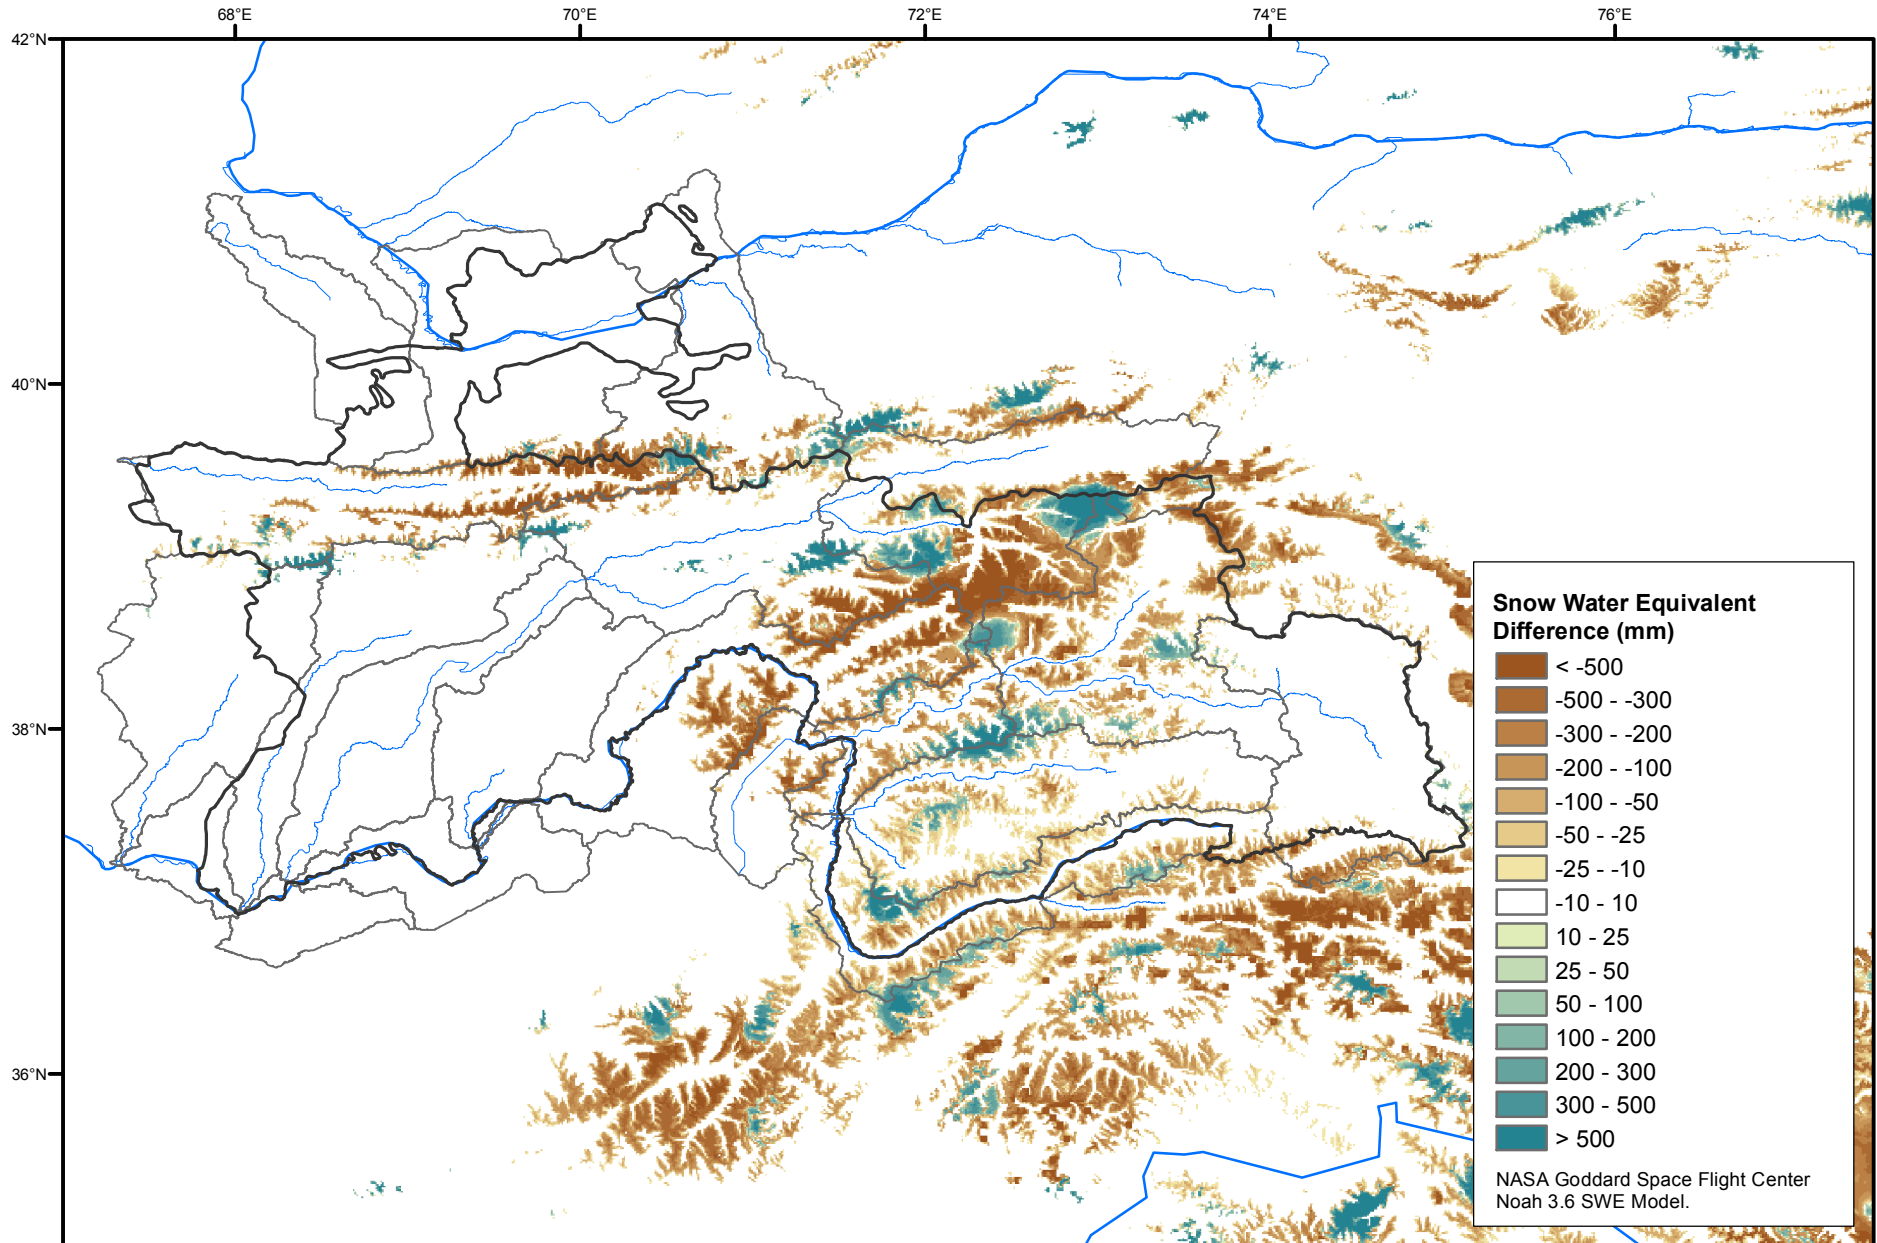 68°E
70°E
72°E
74°E
76°E
42°N
40°N
38°N
36°N
Snow Water Equivalent
Difference (mm)
< -500
-500 - -300
-300 - -200
-200 - -100
-100 - -50
-50 - -25
-25 - -10
-10 - 10
10 - 25
25 - 50
50 - 100
100 - 200
200 - 300
300 - 500
> 500
NASA Goddard Space Flight Center
Noah 3.6 SWE Model.